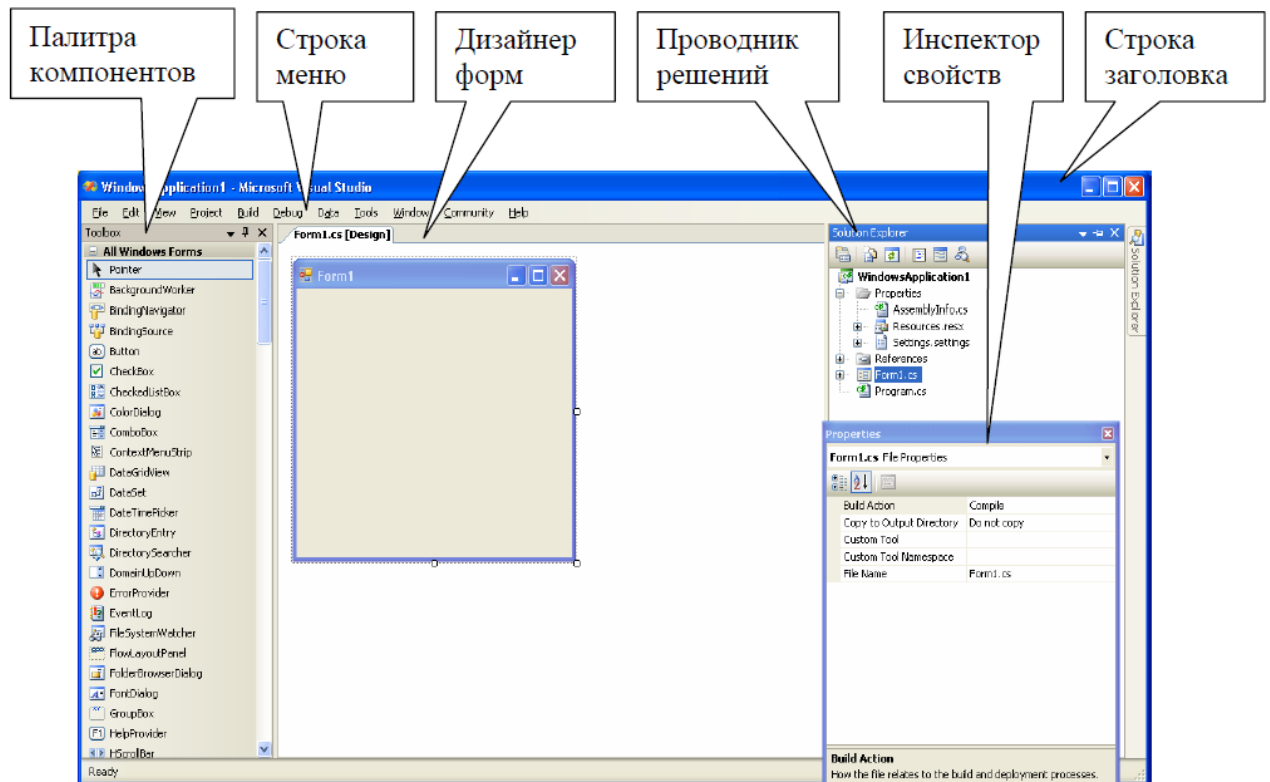 Палитра
компонентов
Строка
меню
Дизайнер
форм
Проводник
решений
Инспектор
свойств
Строка
заголовка
WindowsApplication1 - Microsoft Visual Studio
File Edit View Project Build Debug Data Tools Window Community Help
Toolbox
All Windows Forms
Pointer
BackgroundWorker
BindingNavigator
BindingSource
Button
CheckBox
CheckedListBox
ColorDialog
ComboBox
ContextMenuStrip
DataGridView
DataSet
DateTimePicker
DirectoryEntry
DirectorySearcher
DomainUpDown
ErrorProvider
EventLog
FileSystemWatcher
FlowLayoutPanel
FolderBrowserDialog
FontDialog
GroupBox
HelpProvider
HScrollBar
Form1.cs [Design]
Form1
Solution Explorer
WindowsApplication1
Properties
AssemblyInfo.cs
Resources.resx
Settings.settings
References
Form1.cs
Program.cs
Solution Explorer
Properties
Form1.cs File Properties
Build Action Compile
Copy to Output Directory Do not copy
Custom Tool
Custom Tool Namespace
File Name Form1.cs
Build Action
How the file relates to the build and deployment processes.
Ready